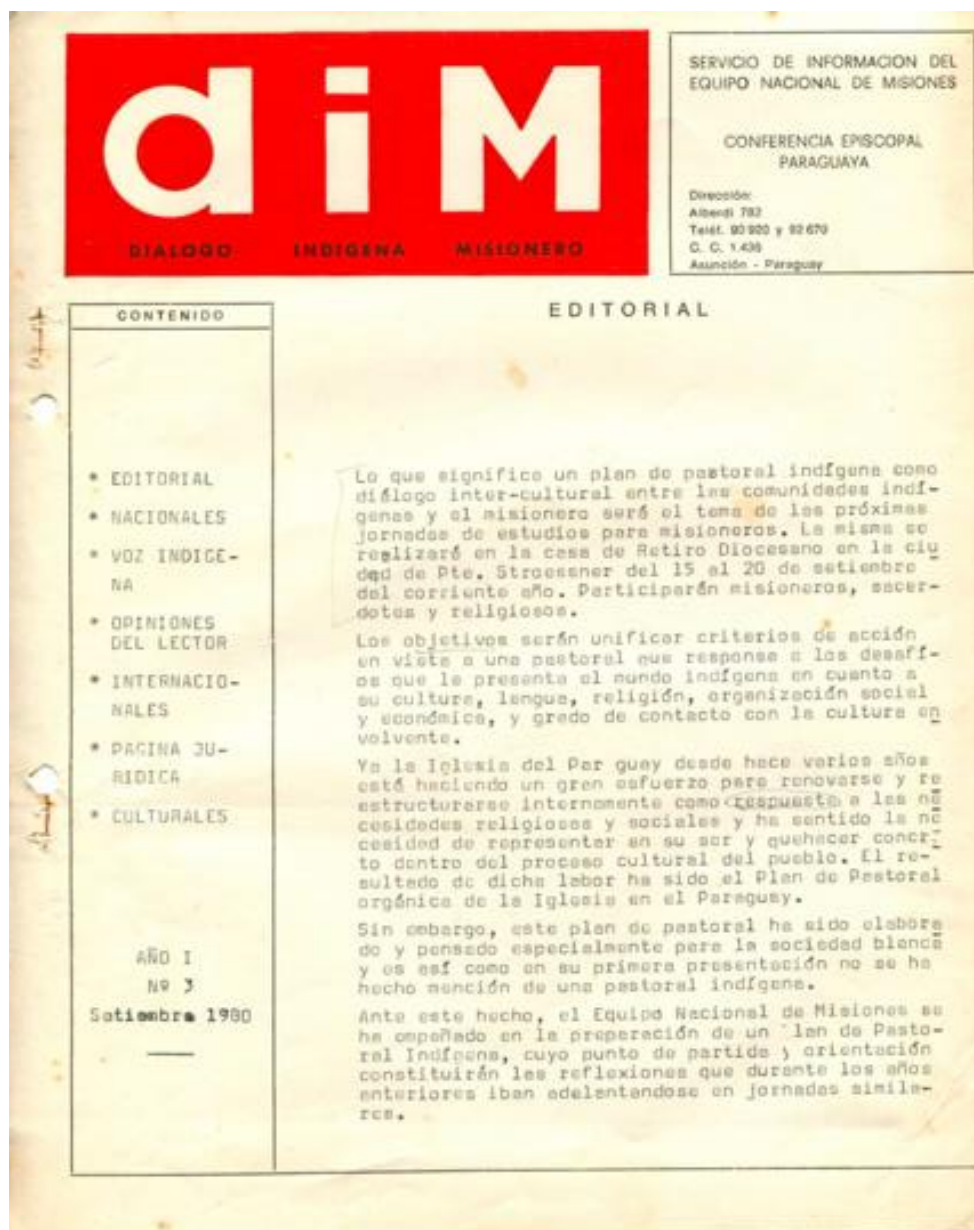 diM
DIALOGO INDIGENA MISIONERO
SERVICIO DE INFORMACION DEL
EQUIPO NACIONAL DE MISIONES
CONFERENCIA EPISCOPAL
PARAGUAYA
Dirección:
Alberdi 782
Teléf. 90 920 y 92 670
C. C. 1.436
Asunción - Paraguay
CONTENIDO
* EDITORIAL
* NACIONALES
* VOZ INDIGE-
NA
* OPINIONES
DEL LECTOR
* INTERNACIO-
NALES
* PAGINA JU-
RIDICA
* CULTURALES
AÑO I
Nº 3
Setiembre 1980
EDITORIAL
Lo que significa un plan de pastoral indígena como
diálogo inter-cultural entre las comunidades indí-
genas y el misionero será el tema de las próximas
jornadas de estudios para misioneros. La misma se
realizará en la casa de Retiro Diocesano en la ciu
dad de Pte. Stroessner del 15 al 20 de setiembre
del corriente año. Participarán misioneros, sacer-
dotes y religiosos.
Los objetivos serán unificar criterios de acción
en vista a una pastoral que response a los desafí-
os que le presenta el mundo indígena en cuanto a
su cultura, lengua, religión, organización social
y económica, y grado de contacto con la cultura en
volvente.
Ya la Iglesia del Par guay desde hace varios años
está haciendo un gran esfuerzo para renovarse y re
estructurarse internamente como respuesta a las ne
cesidades religiosas y sociales y ha sentido la ne
cesidad de representar en su ser y quehacer concre
to dentro del proceso cultural del pueblo. El re-
sultado de dicha labor ha sido el Plan de Pastoral
orgánica de la Iglesia en el Paraguay.
Sin embargo, este plan de pastoral ha sido elabora
do y pensado especialmente para la sociedad blanca
y es así como en su primera presentación no se ha
hecho mención de una pastoral indígena.
Ante este hecho, el Equipo Nacional de Misiones se
ha empeñado en la preparación de un lan de Pasto-
ral Indígena, cuyo punto de partida y orientación
constituirán las reflexiones que durante los años
anteriores iban adelantandose en jornadas simila-
res.